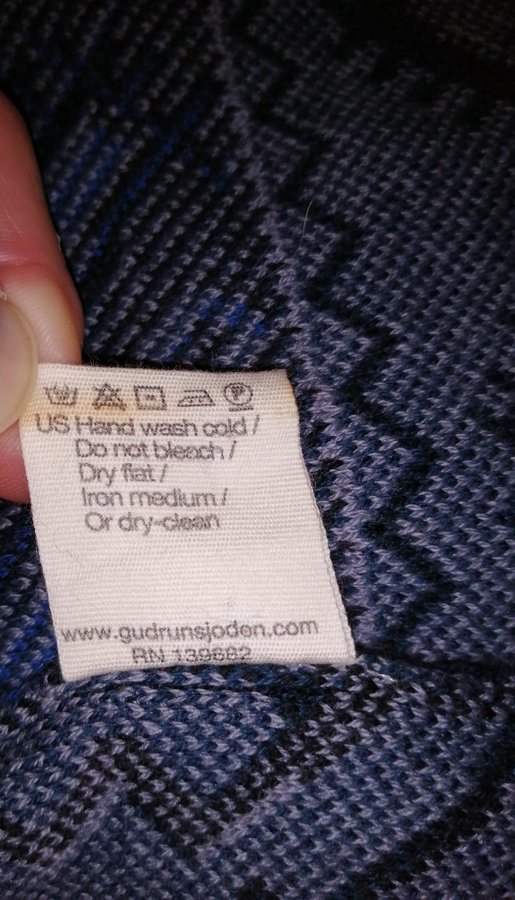 US Hand wash cold /
Do not bleach /
Dry flat /
Iron medium /
Or dry-clean
www.gudrunsjoden.com
RN 139682